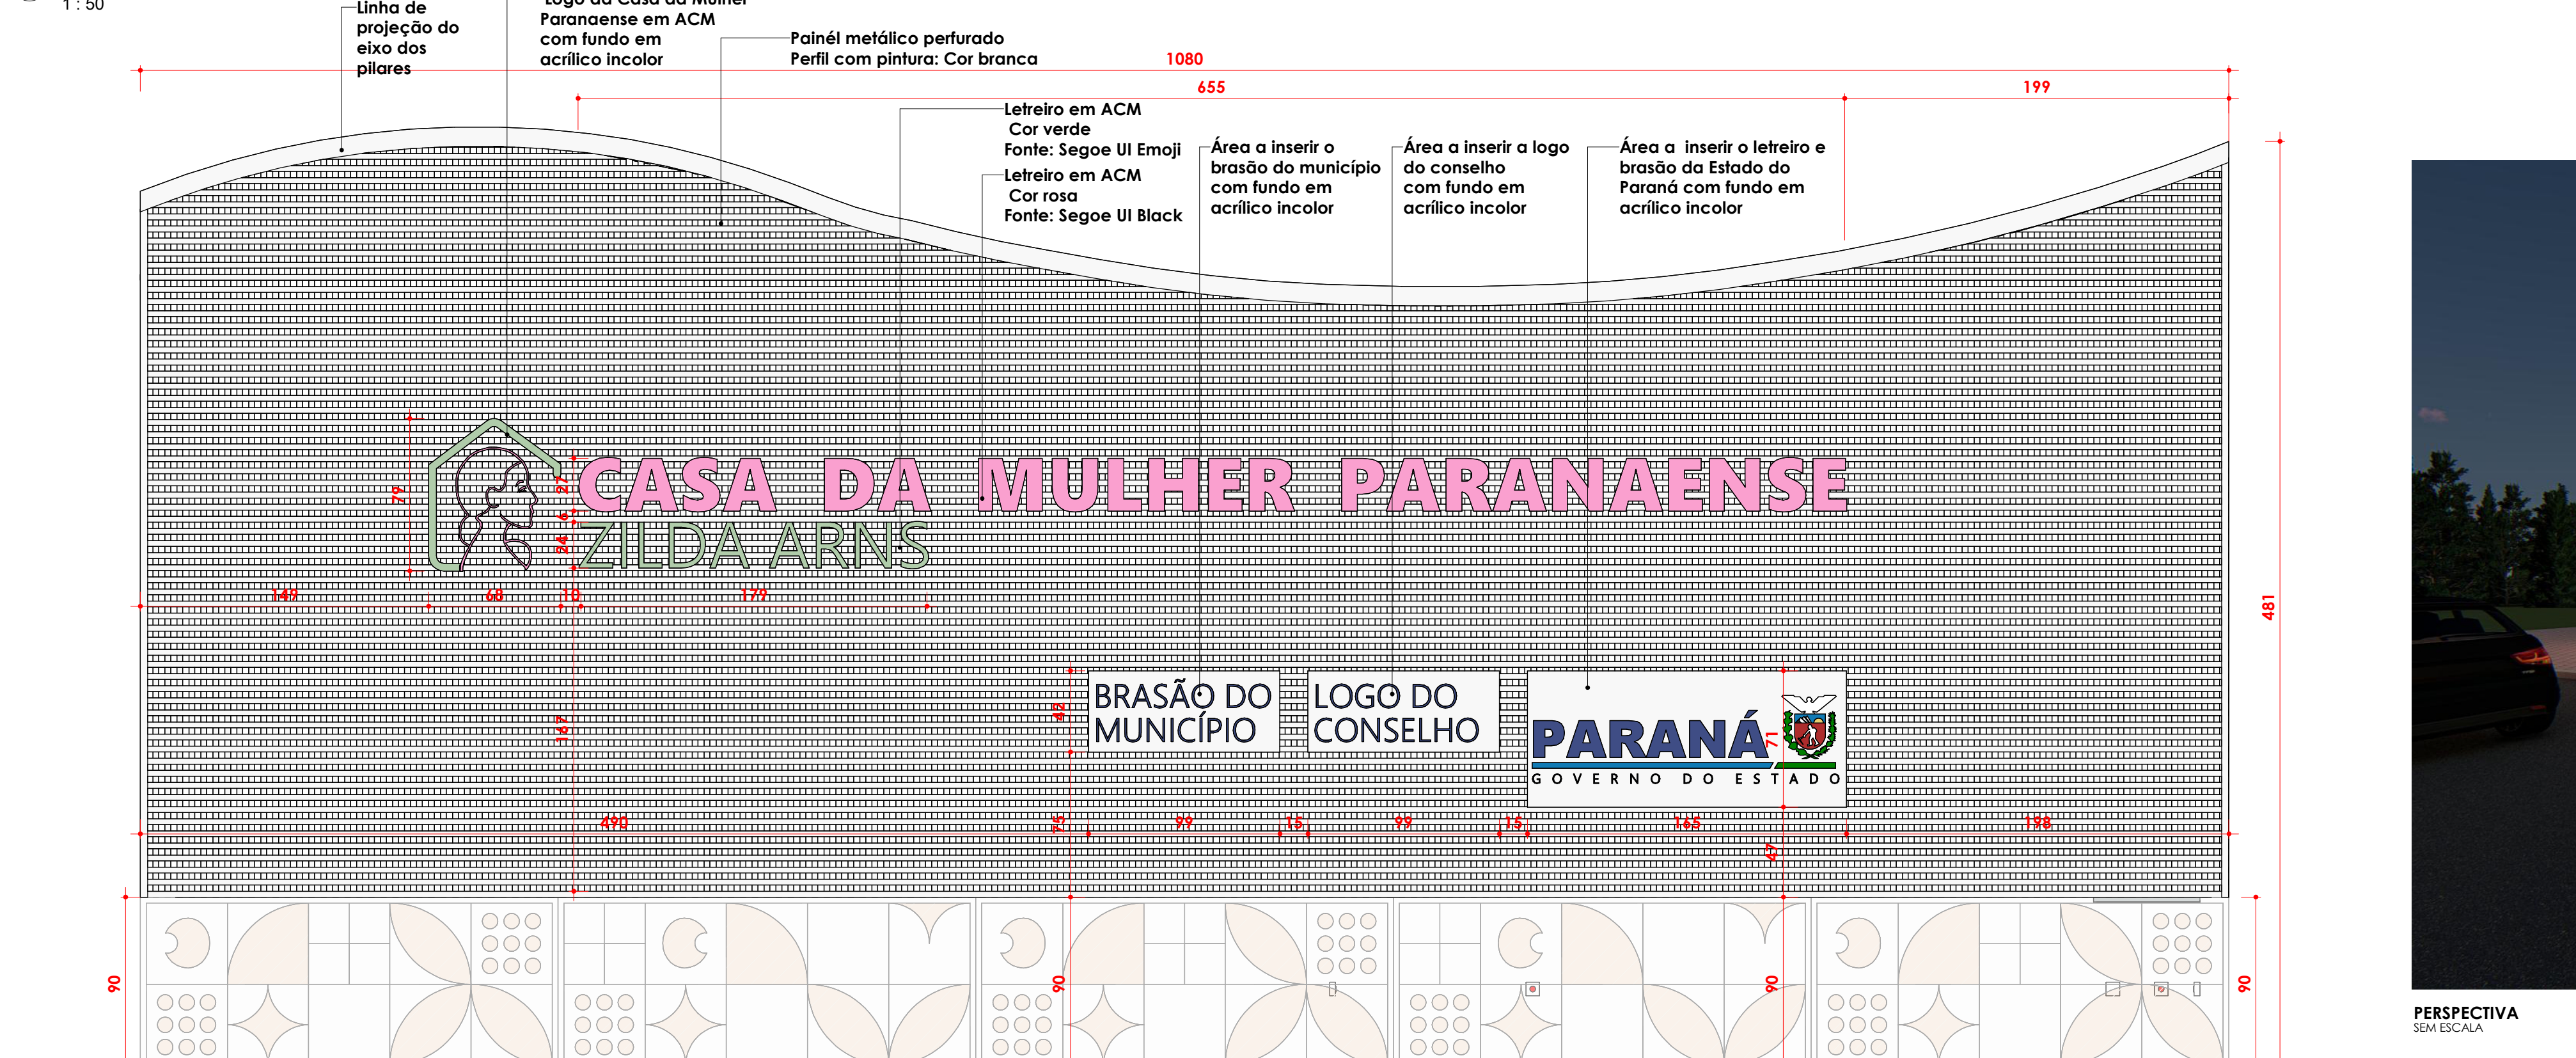 1 : 50
Linha de
projeção do
eixo dos
pilares
Logo da Casa da Mulher
Paranaense em ACM
com fundo em
acrílico incolor
Painél metálico perfurado
Perfil com pintura: Cor branca
1080
655
199
Letreiro em ACM
Cor verde
Fonte: Segoe UI Emoji
Letreiro em ACM
Cor rosa
Fonte: Segoe UI Black
Área a inserir o
brasão do município
com fundo em
acrílico incolor
Área a inserir a logo
do conselho
com fundo em
acrílico incolor
Área a  inserir o letreiro e
brasão da Estado do
Paraná com fundo em
acrílico incolor
79
27
6
24
CASA DA MULHER PARANAENSE
ZILDA ARNS
149
68
10
179
481
167
42
BRASÃO DO
MUNICÍPIO
LOGO DO
CONSELHO
PARANÁ
GOVERNO DO ESTADO
71
490
75
99
15
99
15
165
47
198
90
90
90
90
PERSPECTIVA
SEM ESCALA